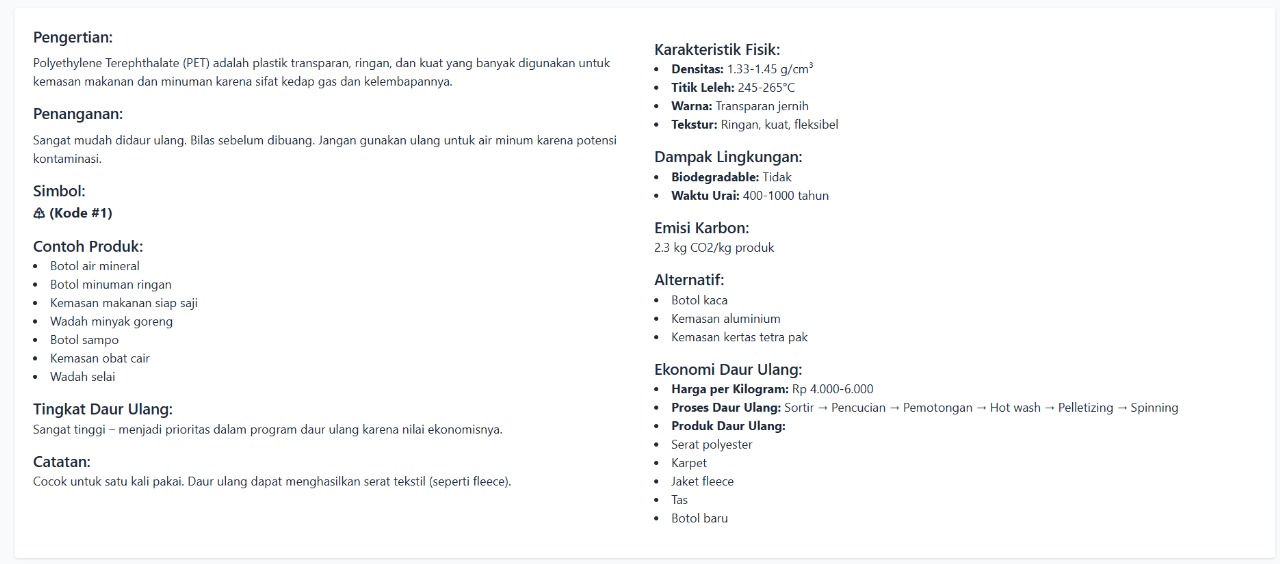 Pengertian:
Polyethylene Terephthalate (PET) adalah plastik transparan, ringan, dan kuat yang banyak digunakan untuk
kemasan makanan dan minuman karena sifat kedap gas dan kelembapannya.
Penanganan:
Sangat mudah didaur ulang. Bilas sebelum dibuang. Jangan gunakan ulang untuk air minum karena potensi
kontaminasi.
Simbol:
♳ (Kode #1)
Contoh Produk:
• Botol air mineral
• Botol minuman ringan
• Kemasan makanan siap saji
• Wadah minyak goreng
• Botol sampo
• Kemasan obat cair
• Wadah selai
Tingkat Daur Ulang:
Sangat tinggi – menjadi prioritas dalam program daur ulang karena nilai ekonomisnya.
Catatan:
Cocok untuk satu kali pakai. Daur ulang dapat menghasilkan serat tekstil (seperti fleece).
Karakteristik Fisik:
• Densitas: 1.33-1.45 g/cm³
• Titik Leleh: 245-265°C
• Warna: Transparan jernih
• Tekstur: Ringan, kuat, fleksibel
Dampak Lingkungan:
• Biodegradable: Tidak
• Waktu Urai: 400-1000 tahun
Emisi Karbon:
2.3 kg CO2/kg produk
Alternatif:
• Botol kaca
• Kemasan aluminium
• Kemasan kertas tetra pak
Ekonomi Daur Ulang:
• Harga per Kilogram: Rp 4.000-6.000
• Proses Daur Ulang: Sortir → Pencucian → Pemotongan → Hot wash → Pelletizing → Spinning
• Produk Daur Ulang:
• Serat polyester
• Karpet
• Jaket fleece
• Tas
• Botol baru